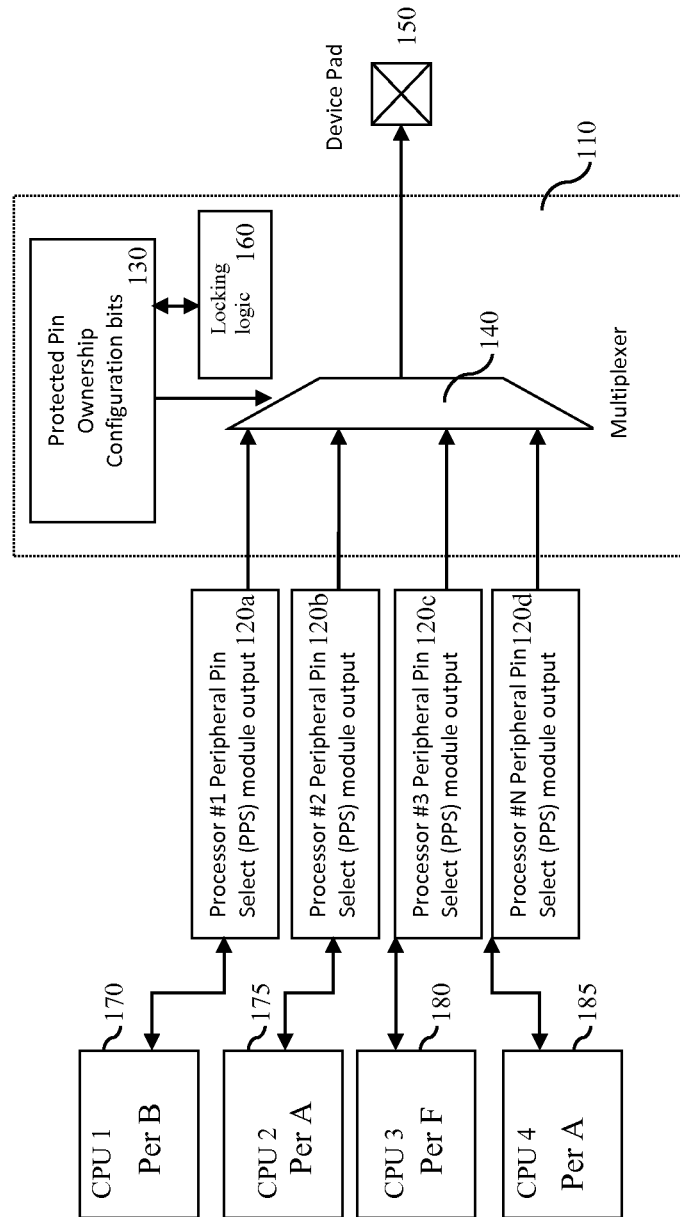 CPU 1
Per B
170
CPU 2
Per A
175
CPU 3
Per F
180
CPU 4
Per A
185
Processor #1 Peripheral Pin
Select (PPS) module output 120a
Processor #2 Peripheral Pin
Select (PPS) module output 120b
Processor #3 Peripheral Pin
Select (PPS) module output 120c
Processor #N Peripheral Pin
Select (PPS) module output 120d
Protected Pin
Ownership
Configuration bits
130
Locking
logic
160
140
Multiplexer
110
Device Pad
150